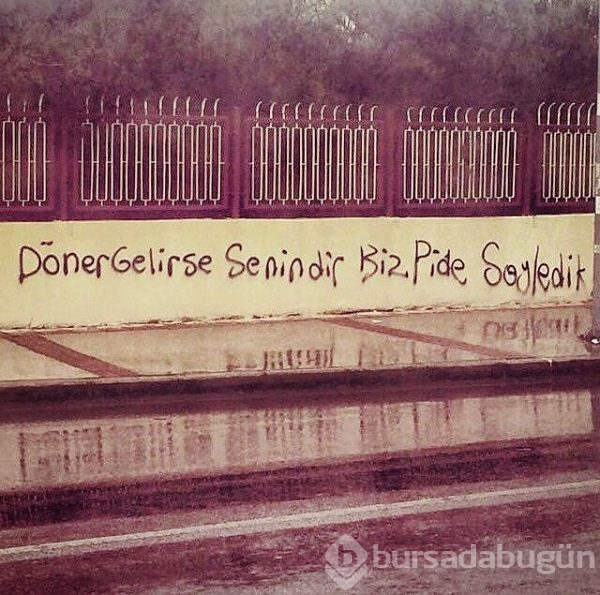 DönerGelirse Senindir Biz Pide Söyledik
bursadabugün